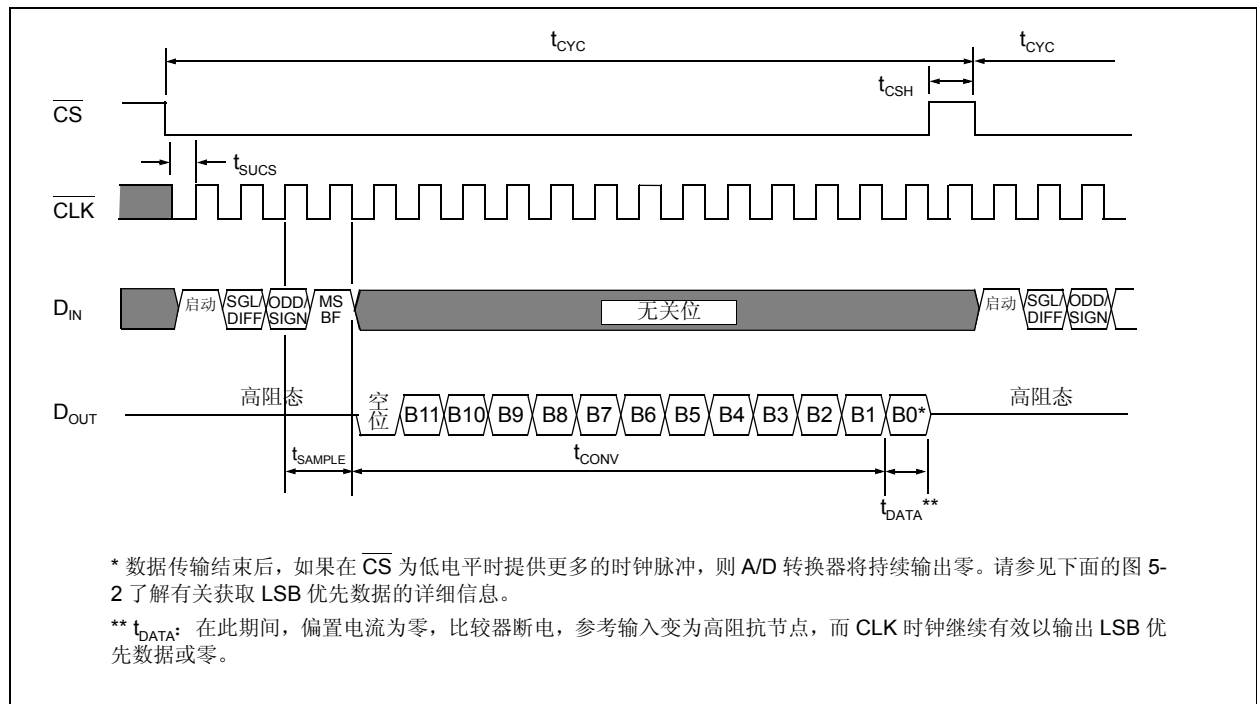 tCYC tCYC
tCSH
CS
tSUCS
CLK
DIN 启动 SGL/DIFF ODD/SIGN MSBF 无关位 启动 SGL/DIFF ODD/SIGN
高阻态 高阻态
DOUT 空位 B11 B10 B9 B8 B7 B6 B5 B4 B3 B2 B1 B0*
tSAMPLE tCONV
tDATA**
* 数据传输结束后，如果在 CS 为低电平时提供更多的时钟脉冲，则 A/D 转换器将持续输出零。请参见下面的图 5-
2 了解有关获取 LSB 优先数据的详细信息。
** tDATA：在此期间，偏置电流为零，比较器断电，参考输入变为高阻抗节点，而 CLK 时钟继续有效以输出 LSB 优
先数据或零。